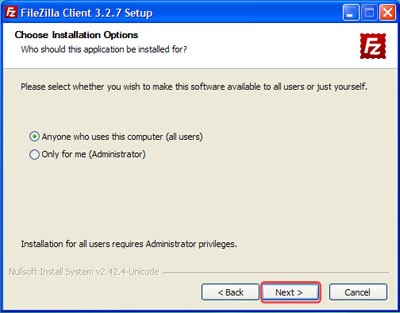 FileZilla Client 3.2.7 Setup
Choose Installation Options
Who should this application be installed for?
FZ
Please select whether you wish to make this software available to all users or just yourself.
Anyone who uses this computer (all users)
Only for me (Administrator)
Installation for all users requires Administrator privileges.
Nullsoft Install System v2.42.4-Unicode
< Back
Next >
Cancel